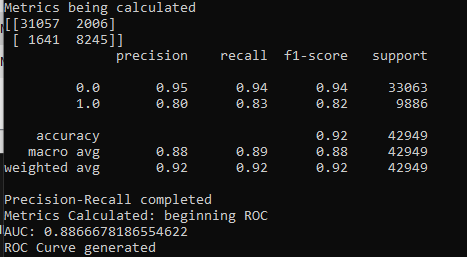 Metrics being calculated
[[31057 2006]
[ 1641 8245]]
precision recall f1-score support
0.0 0.95 0.94 0.94 33063
1.0 0.80 0.83 0.82 9886
accuracy 0.92 42949
macro avg 0.88 0.89 0.88 42949
weighted avg 0.92 0.92 0.92 42949
Precision-Recall completed
Metrics Calculated: beginning ROC
AUC: 0.8866678186554622
ROC Curve generated